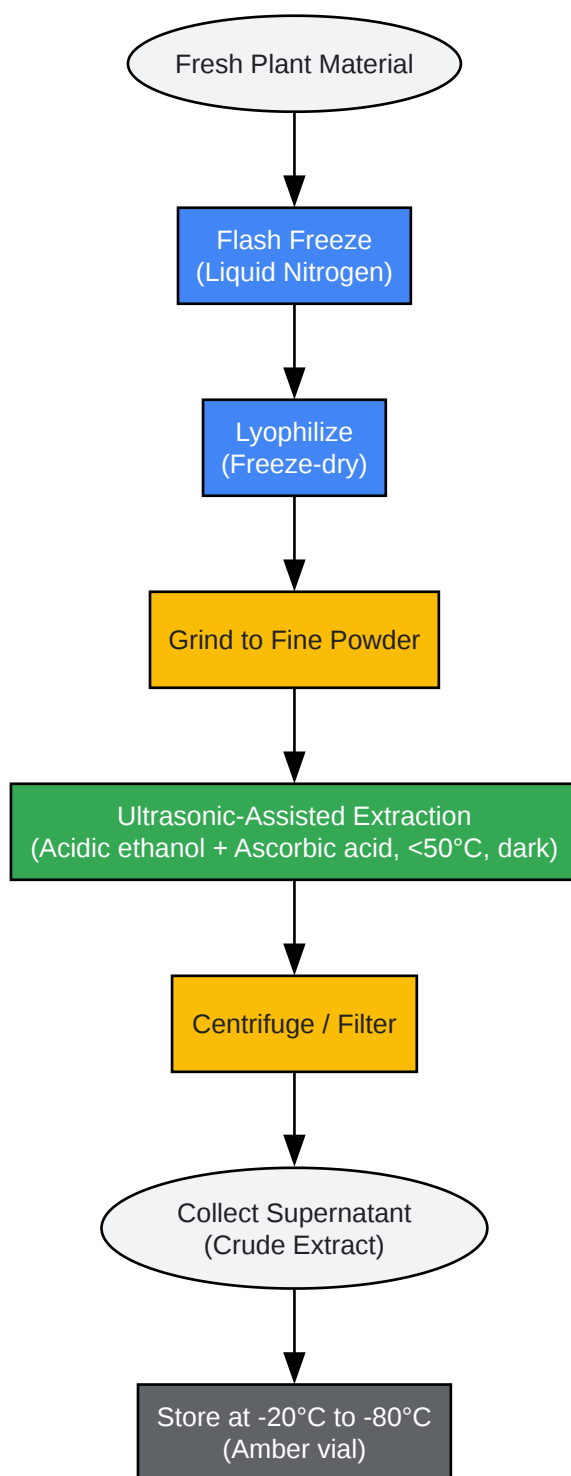 Fresh Plant Material
Flash Freeze
(Liquid Nitrogen)
Lyophilize
(Freeze-dry)
Grind to Fine Powder
Ultrasonic-Assisted Extraction
(Acidic ethanol + Ascorbic acid, <50°C, dark)
Centrifuge / Filter
Collect Supernatant
(Crude Extract)
Store at -20°C to -80°C
(Amber vial)